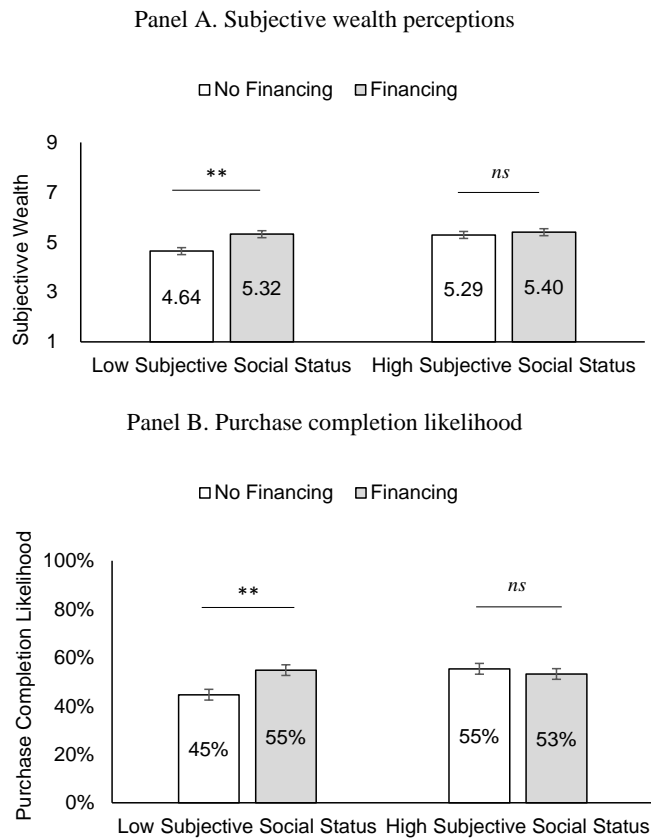 Panel A. Subjective wealth perceptions
No Financing Financing
Subjectivve Wealth
9
7
5
3
1
** ns
4.64 5.32 5.29 5.40
Low Subjective Social Status High Subjective Social Status
Panel B. Purchase completion likelihood
No Financing Financing
Purchase Completion Likelihood
100%
80%
60%
40%
20%
0%
** ns
45% 55% 55% 53%
Low Subjective Social Status High Subjective Social Status